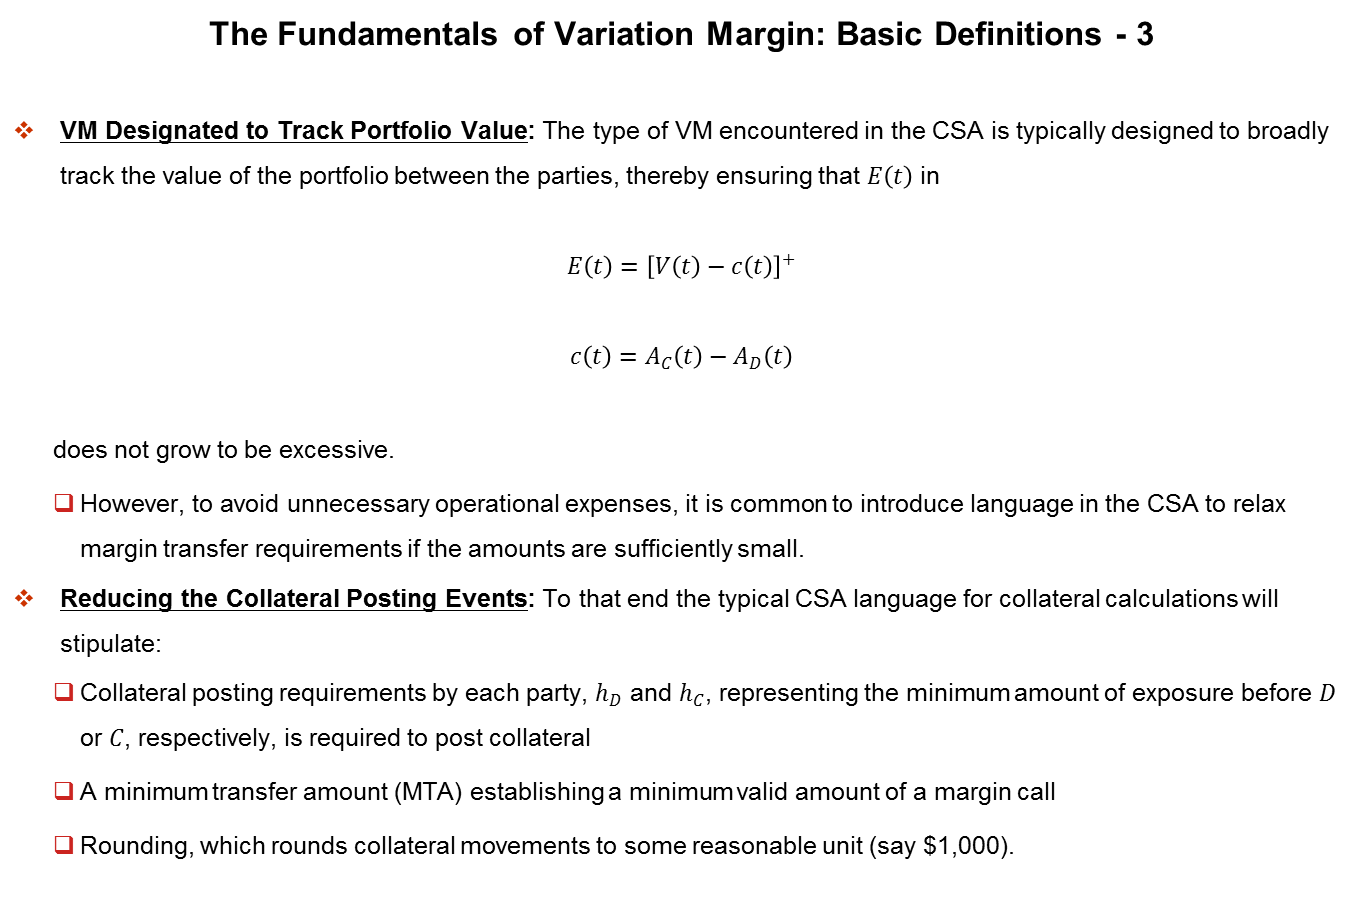 The Fundamentals of Variation Margin: Basic Definitions - 3
❖ VM Designated to Track Portfolio Value: The type of VM encountered in the CSA is typically designed to broadly
track the value of the portfolio between the parties, thereby ensuring that E(t) in
E(t) = [V(t) − c(t)]⁺
c(t) = A_C(t) − A_D(t)
does not grow to be excessive.
❑ However, to avoid unnecessary operational expenses, it is common to introduce language in the CSA to relax
margin transfer requirements if the amounts are sufficiently small.
❖ Reducing the Collateral Posting Events: To that end the typical CSA language for collateral calculations will
stipulate:
❑ Collateral posting requirements by each party, h_D and h_C, representing the minimum amount of exposure before D
or C, respectively, is required to post collateral
❑ A minimum transfer amount (MTA) establishing a minimum valid amount of a margin call
❑ Rounding, which rounds collateral movements to some reasonable unit (say $1,000).